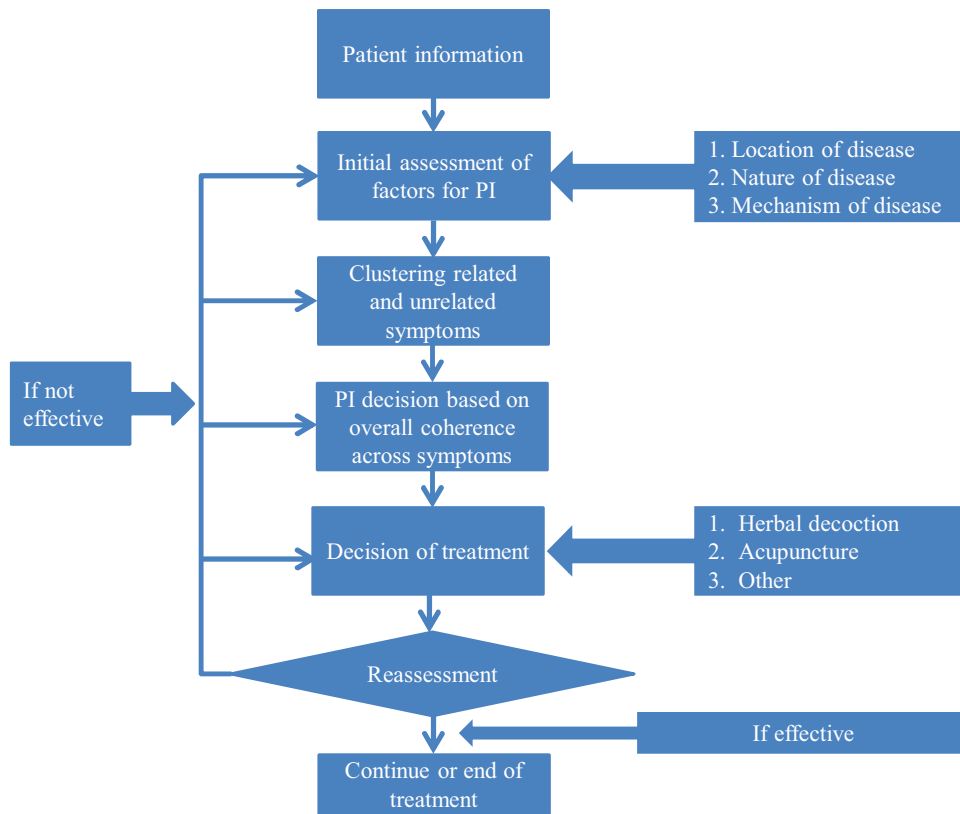 Patient information
Initial assessment of
factors for PI
1. Location of disease
2. Nature of disease
3. Mechanism of disease
Clustering related
and unrelated
symptoms
If not
effective
PI decision based on
overall coherence
across symptoms
Decision of treatment
1. Herbal decoction
2. Acupuncture
3. Other
Reassessment
If effective
Continue or end of
treatment